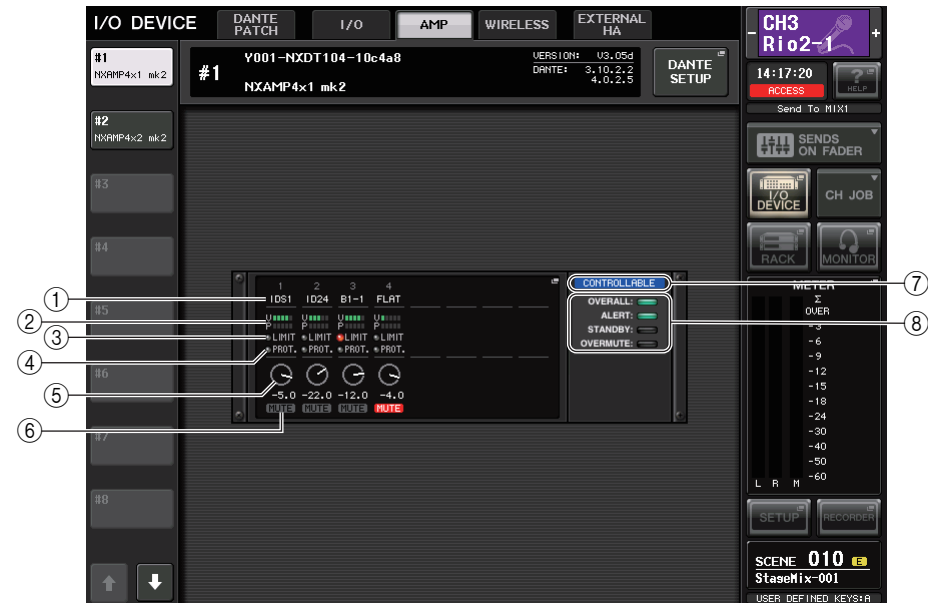 I/O DEVICE
DANTE PATCH
I/O
AMP
WIRELESS
EXTERNAL HA
#1
NXAMP4x1 mk2
#2
NXAMP4x2 mk2
#3
#4
#5
#6
#7
#8
#1
Y001-NXDT104-10c4a8
NXAMP4x1 mk2
VERSION: V3.05d
DANTE: 3.10.2.2
4.0.2.5
DANTE SETUP
1 2 3 4
IDS1 ID24 B1-1 FLAT
U U U U
P P P P
LIMIT LIMIT LIMIT LIMIT
PROT. PROT. PROT. PROT.
-5.0 -22.0 -12.0 -4.0
MUTE MUTE MUTE MUTE
CONTROLLABLE
OVERALL:
ALERT:
STANDBY:
OVERMUTE:
1
2
3
4
5
6
7
8
- CH3 +
Rio2-1
14:17:20
ACCESS
?
HELP
Send To MIX1
SENDS ON FADER
I/O DEVICE
CH JOB
RACK
MONITOR
METER
Σ
OVER
-3
-6
-9
-12
-15
-18
-24
-30
-40
-50
-60
L R M
SETUP
RECORDER
SCENE 010 E
StageMix-001
USER DEFINED KEYS:A